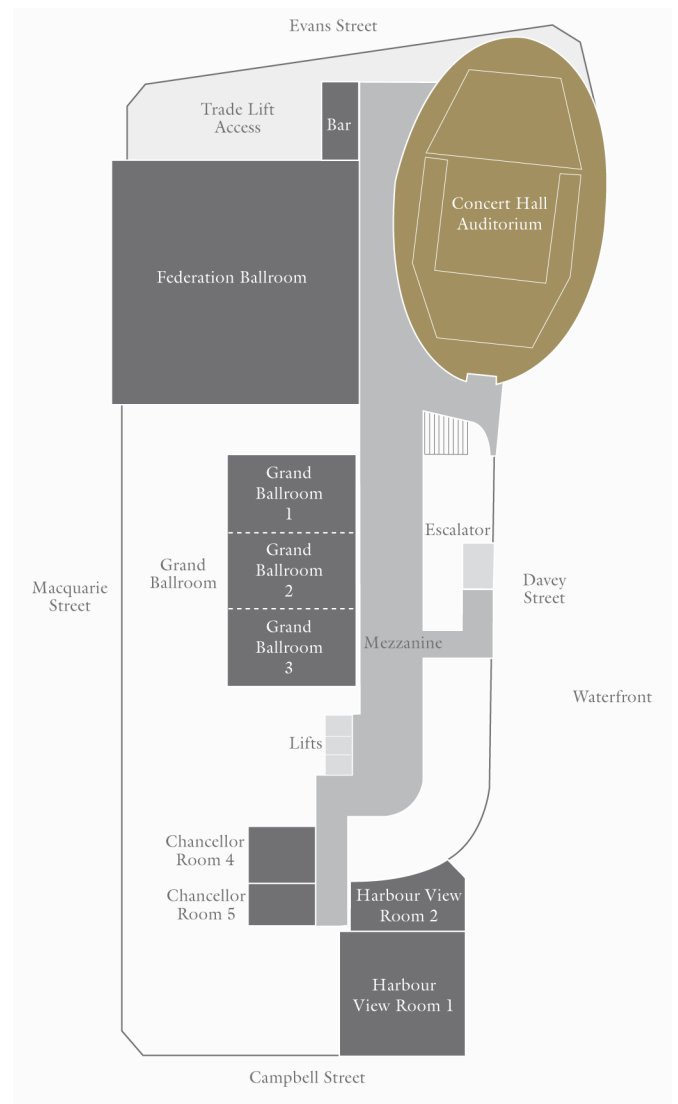 Evans Street
Trade Lift
Access
Bar
Concert Hall
Auditorium
Federation Ballroom
Grand
Ballroom
1
Escalator
Grand
Ballroom
2
Grand
Ballroom
Macquarie
Street
Davey
Street
Grand
Ballroom
3
Mezzanine
Waterfront
Lifts
Chancellor
Room 4
Chancellor
Room 5
Harbour View
Room 2
Harbour
View Room 1
Campbell Street